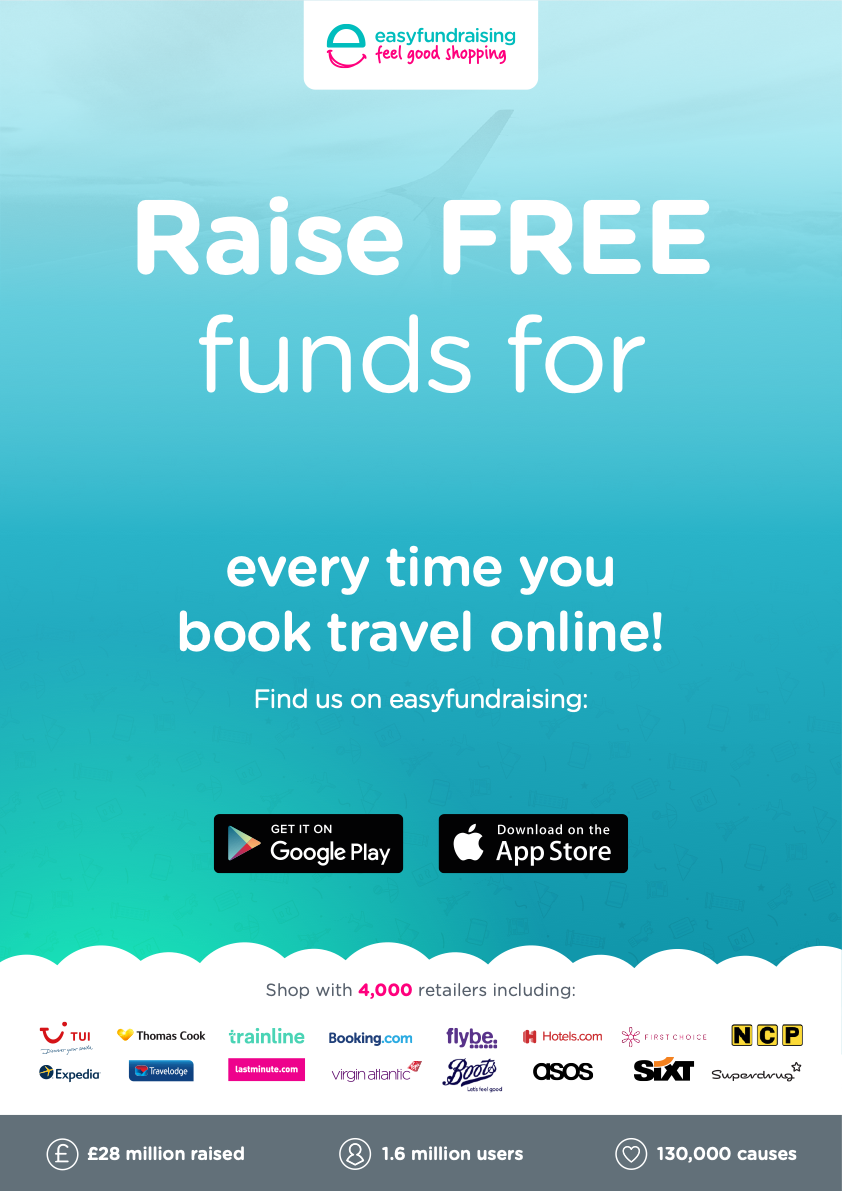 easyfundraising
feel good shopping
Raise FREE
funds for
every time you
book travel online!
Find us on easyfundraising:
GET IT ON
Google Play
Download on the
App Store
Shop with 4,000 retailers including:
TUI
Discover your smile
Thomas Cook
trainline
Booking.com
flybe.
H Hotels.com
FIRST CHOICE
NCP
Expedia
Travelodge
lastminute.com
virgin atlantic
Boots
Let's feel good
asos
SIXT
Superdrug
£28 million raised
1.6 million users
130,000 causes